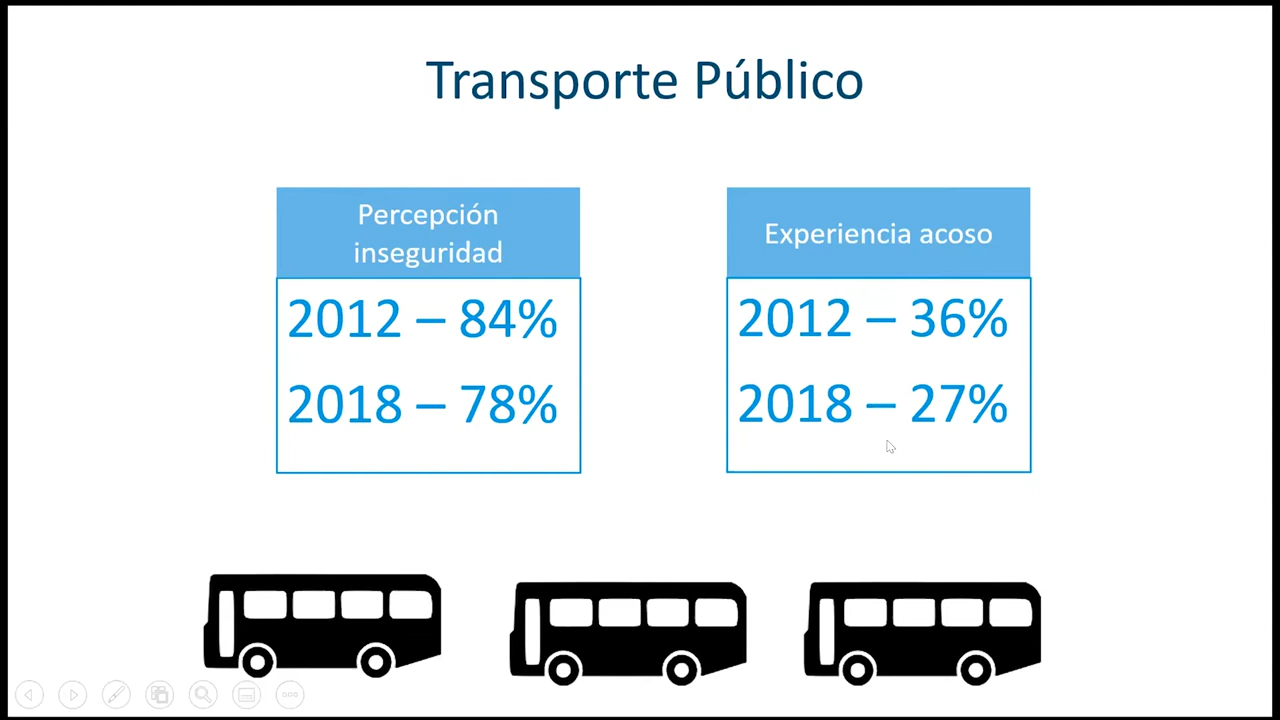 Transporte Público
Percepción
inseguridad
2012 – 84%
2018 – 78%
Experiencia acoso
2012 – 36%
2018 – 27%